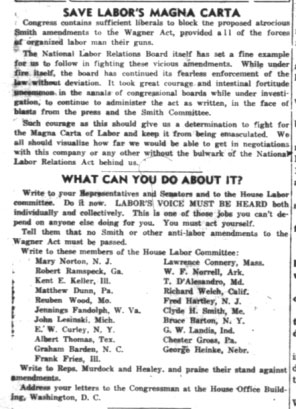 SAVE LABOR'S MAGNA CARTA
Congress contains sufficient liberals to block the proposed atrocious
Smith amendments to the Wagner Act, provided all of the forces
of organized labor man their guns.
The National Labor Relations Board itself has set a fine example
for us to follow in fighting these vicious amendments. While under
fire itself, the board has continued its fearless enforcement of the
law without deviation. It took great courage and intestinal fortitude
uncommon in the annals of congressional boards while under investi-
gation, to continue to administer the act as written, in the face of
blasts from the press and the Smith Committee.
Such courage as this should give us a determination to fight for
the Magna Carta of Labor and keep it from being emasculated. We
all should visualize how far we would be able to get in negotiations
with this company or any other without the bulwark of the National
Labor Relations Act behind us.
WHAT CAN YOU DO ABOUT IT?
Write to your Representatives and Senators and to the House Labor
committee. Do it now. LABOR'S VOICE MUST BE HEARD both
individually and collectively. This is one of those jobs you can't de-
pend on anyone else doing for you. You must act yourself.
Tell them that no Smith or other anti-labor amendments to the
Wagner Act must be passed.
Write to these members of the House Labor Committee:
Mary Norton, N. J.
Robert Ramspeck, Ga.
Kent E. Keller, Ill.
Matthew Dunn, Pa.
Reuben Wood, Mo.
Jennings Randolph, W. Va.
John Lesinski, Mich.
E. W. Curley, N. Y.
Albert Thomas, Tex.
Graham Barden, N. C.
Frank Fries, Ill.
Lawrence Connery, Mass.
W. F. Norrell, Ark.
T. D'Alesandro, Md.
Richard Welch, Calif.
Fred Hartley, N. J.
Clyde H. Smith, Me.
Bruce Barton, N. Y.
G. W. Landis, Ind.
Chester Gross, Pa.
George Heinke, Nebr.
Write to Reps. Murdock and Healey, and praise their stand against
amendments.
Address your letters to the Congressman at the House Office Build-
ing, Washington, D. C.